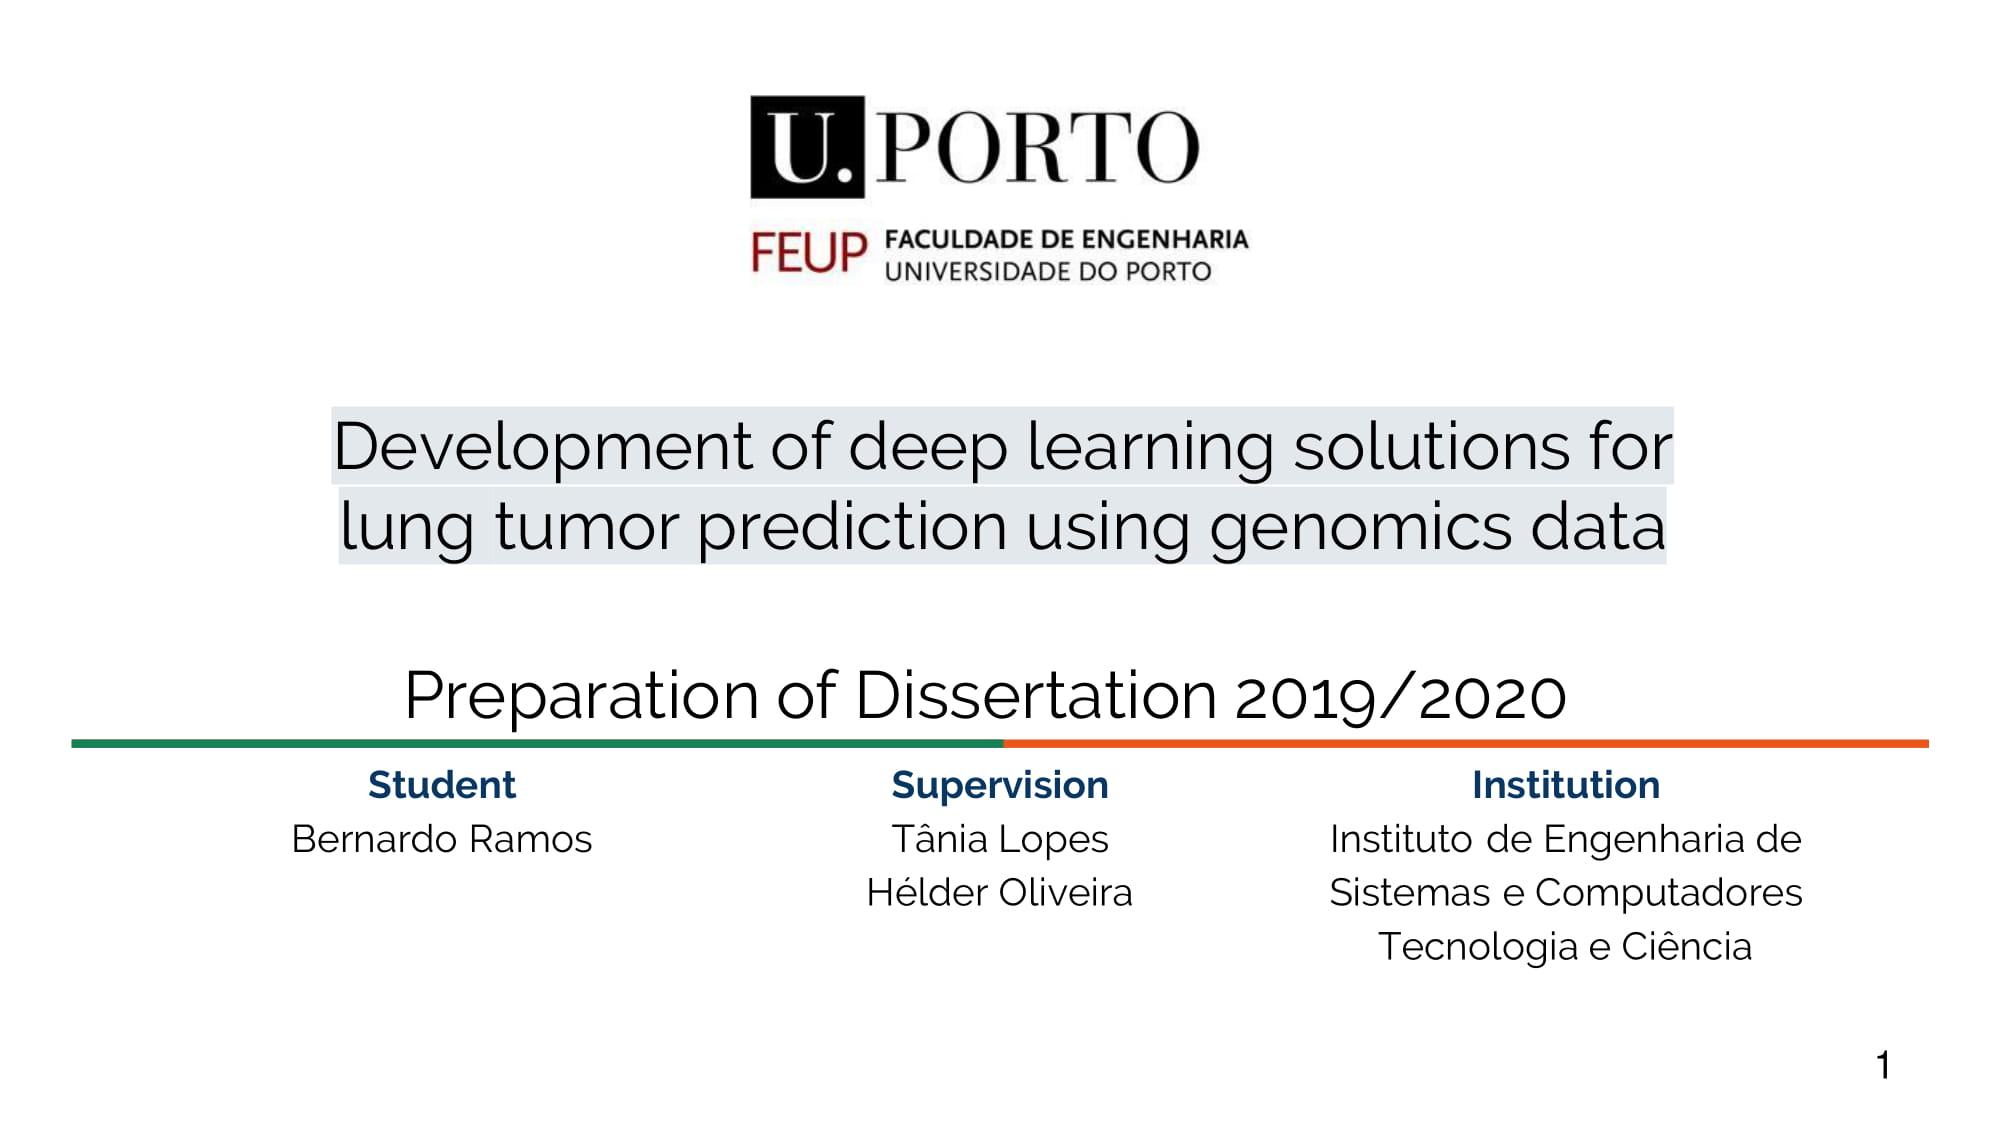 U. PORTO
FEUP FACULDADE DE ENGENHARIA
UNIVERSIDADE DO PORTO
Development of deep learning solutions for
lung tumor prediction using genomics data
Preparation of Dissertation 2019/2020
Student
Bernardo Ramos
Supervision
Tânia Lopes
Hélder Oliveira
Institution
Instituto de Engenharia de
Sistemas e Computadores
Tecnologia e Ciência
1